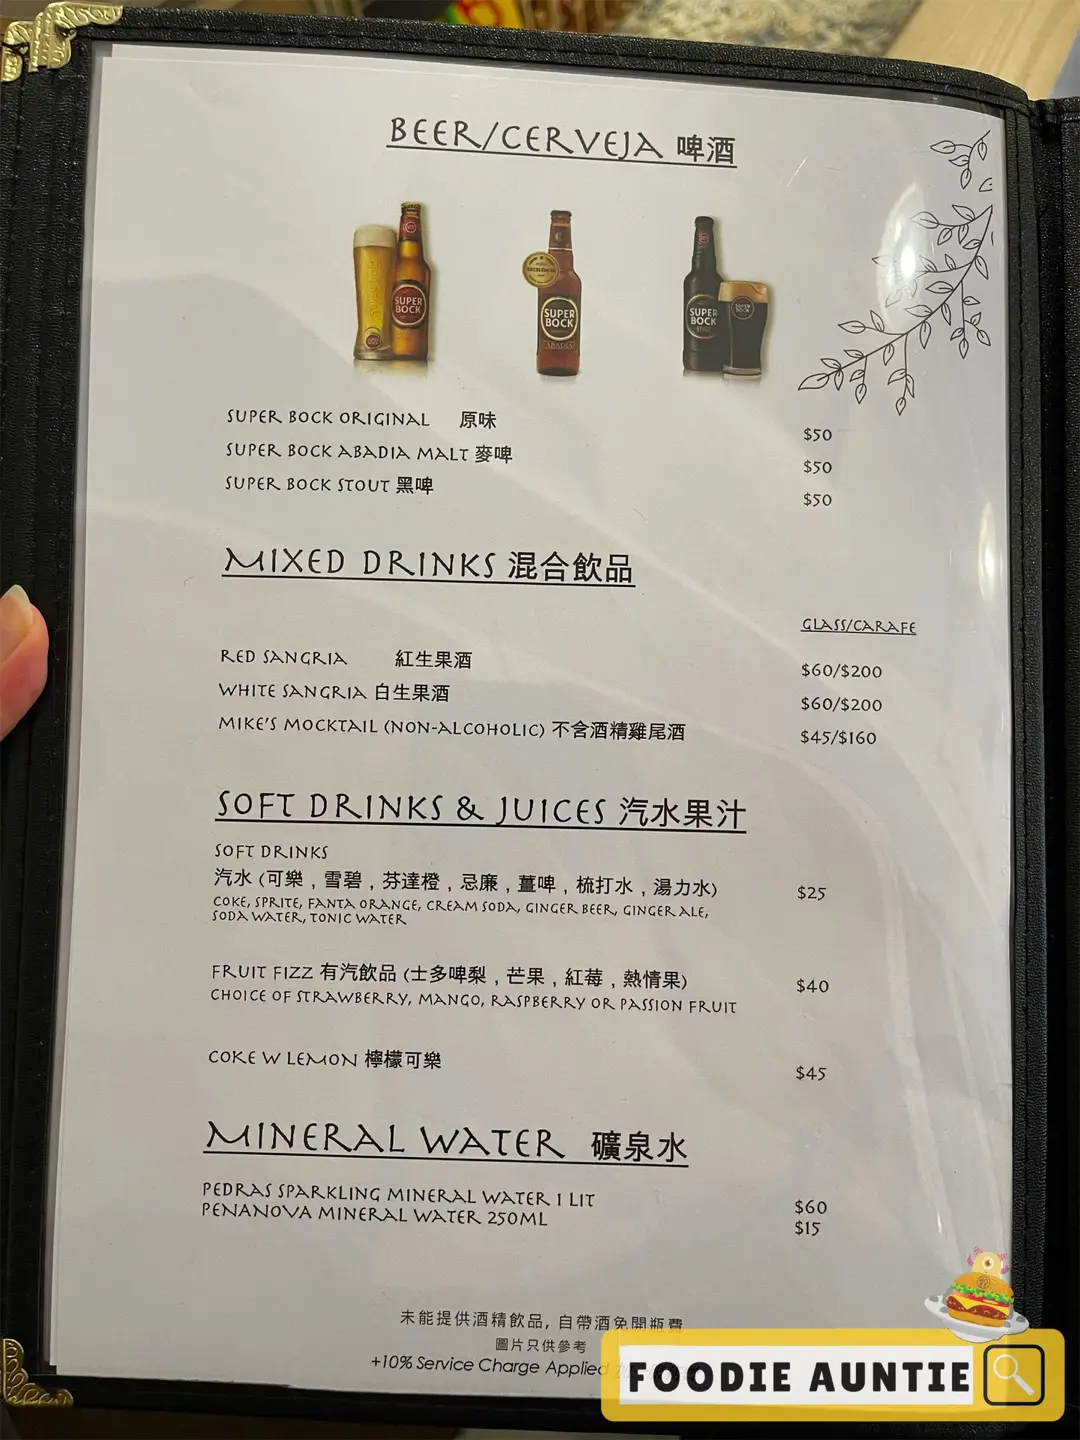 BEER/CERVEJA 啤酒
SUPER BOCK
EXCELÊNCIA
SUPER BOCK
ABADIA
SUPER BOCK
SUPER BOCK ORIGINAL 原味 $50
SUPER BOCK ABADIA MALT 麥啤 $50
SUPER BOCK STOUT 黑啤 $50
MIXED DRINKS 混合飲品
GLASS/CARAFE
RED SANGRIA 紅生果酒 $60/$200
WHITE SANGRIA 白生果酒 $60/$200
MIKE'S MOCKTAIL (NON-ALCOHOLIC) 不含酒精雞尾酒 $45/$160
SOFT DRINKS & JUICES 汽水果汁
SOFT DRINKS
汽水 (可樂，雪碧，芬達橙，忌廉，薑啤，梳打水，湯力水) $25
COKE, SPRITE, FANTA ORANGE, CREAM SODA, GINGER BEER, GINGER ALE,
SODA WATER, TONIC WATER
FRUIT FIZZ 有汽飲品 (士多啤梨，芒果，紅莓，熱情果) $40
CHOICE OF STRAWBERRY, MANGO, RASPBERRY OR PASSION FRUIT
COKE W LEMON 檸檬可樂 $45
MINERAL WATER 礦泉水
PEDRAS SPARKLING MINERAL WATER 1 LIT $60
PENANOVA MINERAL WATER 250ML $15
未能提供酒精飲品, 自帶酒免開瓶費
圖片只供參考
+10% Service Charge Applied
FOODIE AUNTIE